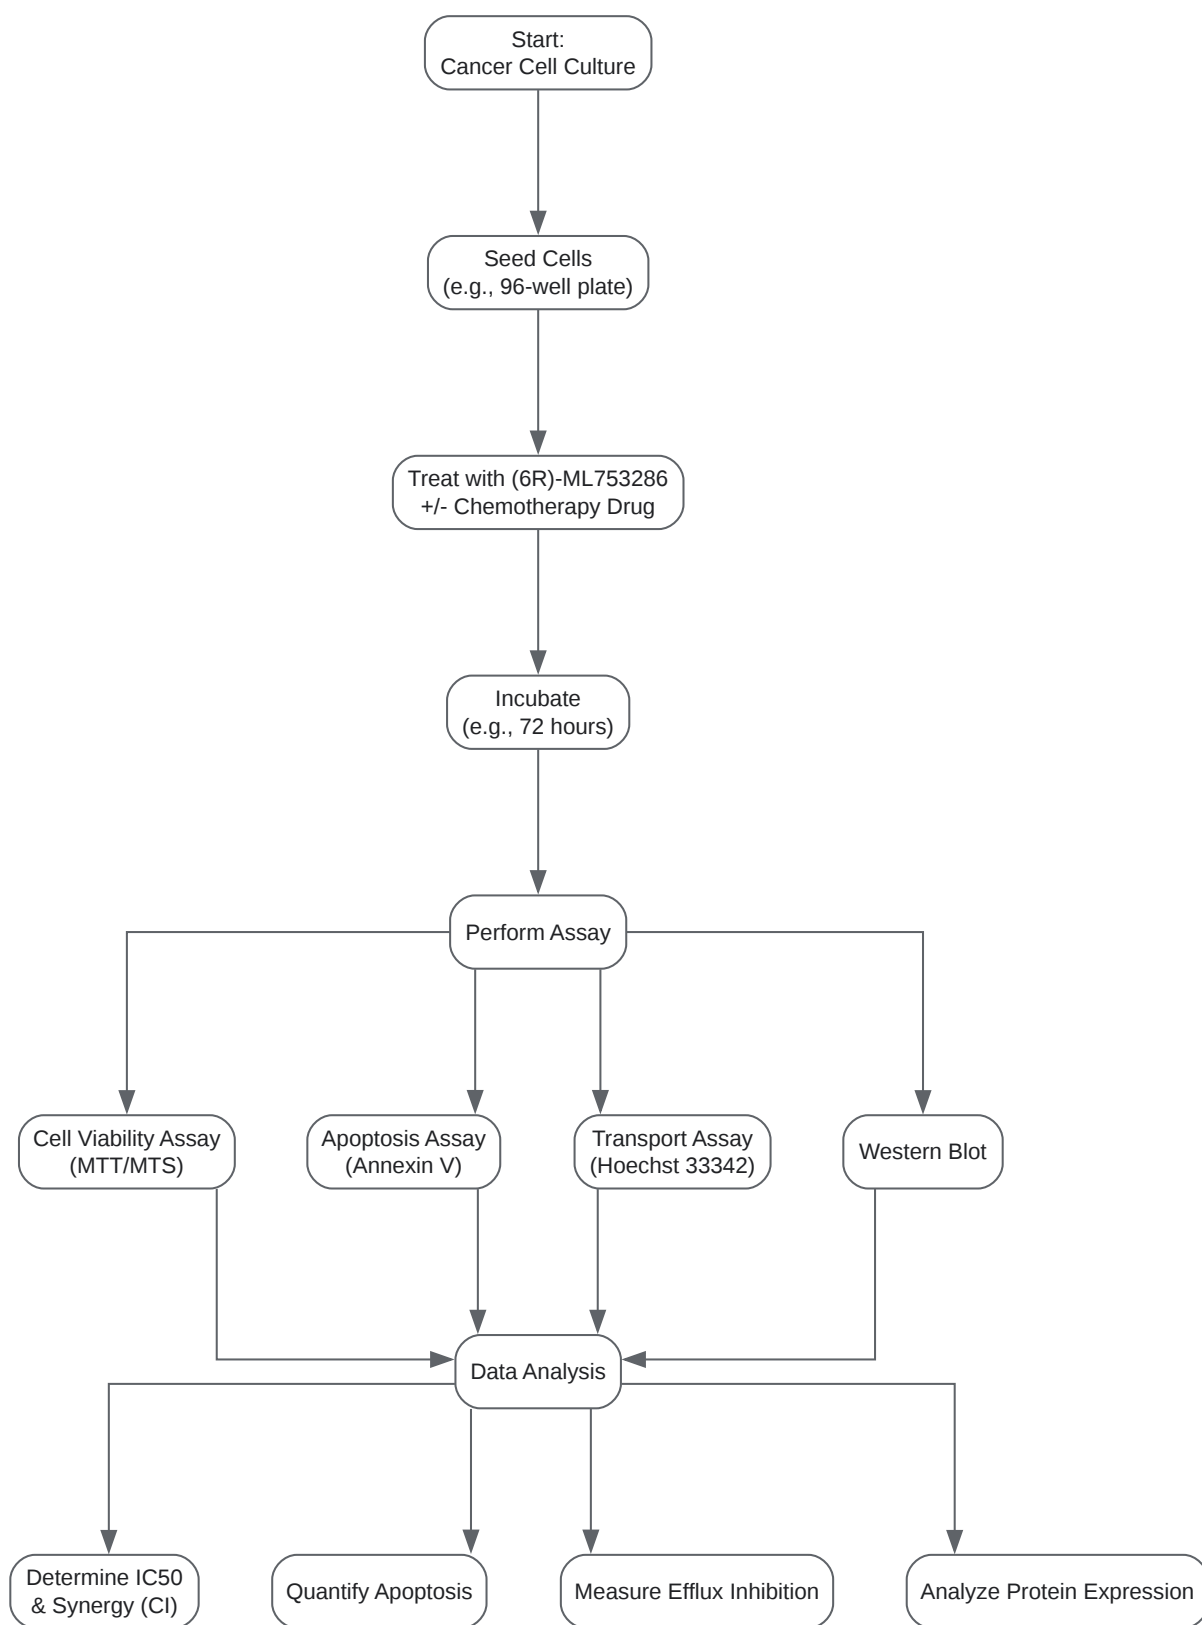 Start:
Cancer Cell Culture
Seed Cells
(e.g., 96-well plate)
Treat with (6R)-ML753286
+/- Chemotherapy Drug
Incubate
(e.g., 72 hours)
Perform Assay
Cell Viability Assay
(MTT/MTS)
Apoptosis Assay
(Annexin V)
Transport Assay
(Hoechst 33342)
Western Blot
Data Analysis
Determine IC50
& Synergy (CI)
Quantify Apoptosis
Measure Efflux Inhibition
Analyze Protein Expression